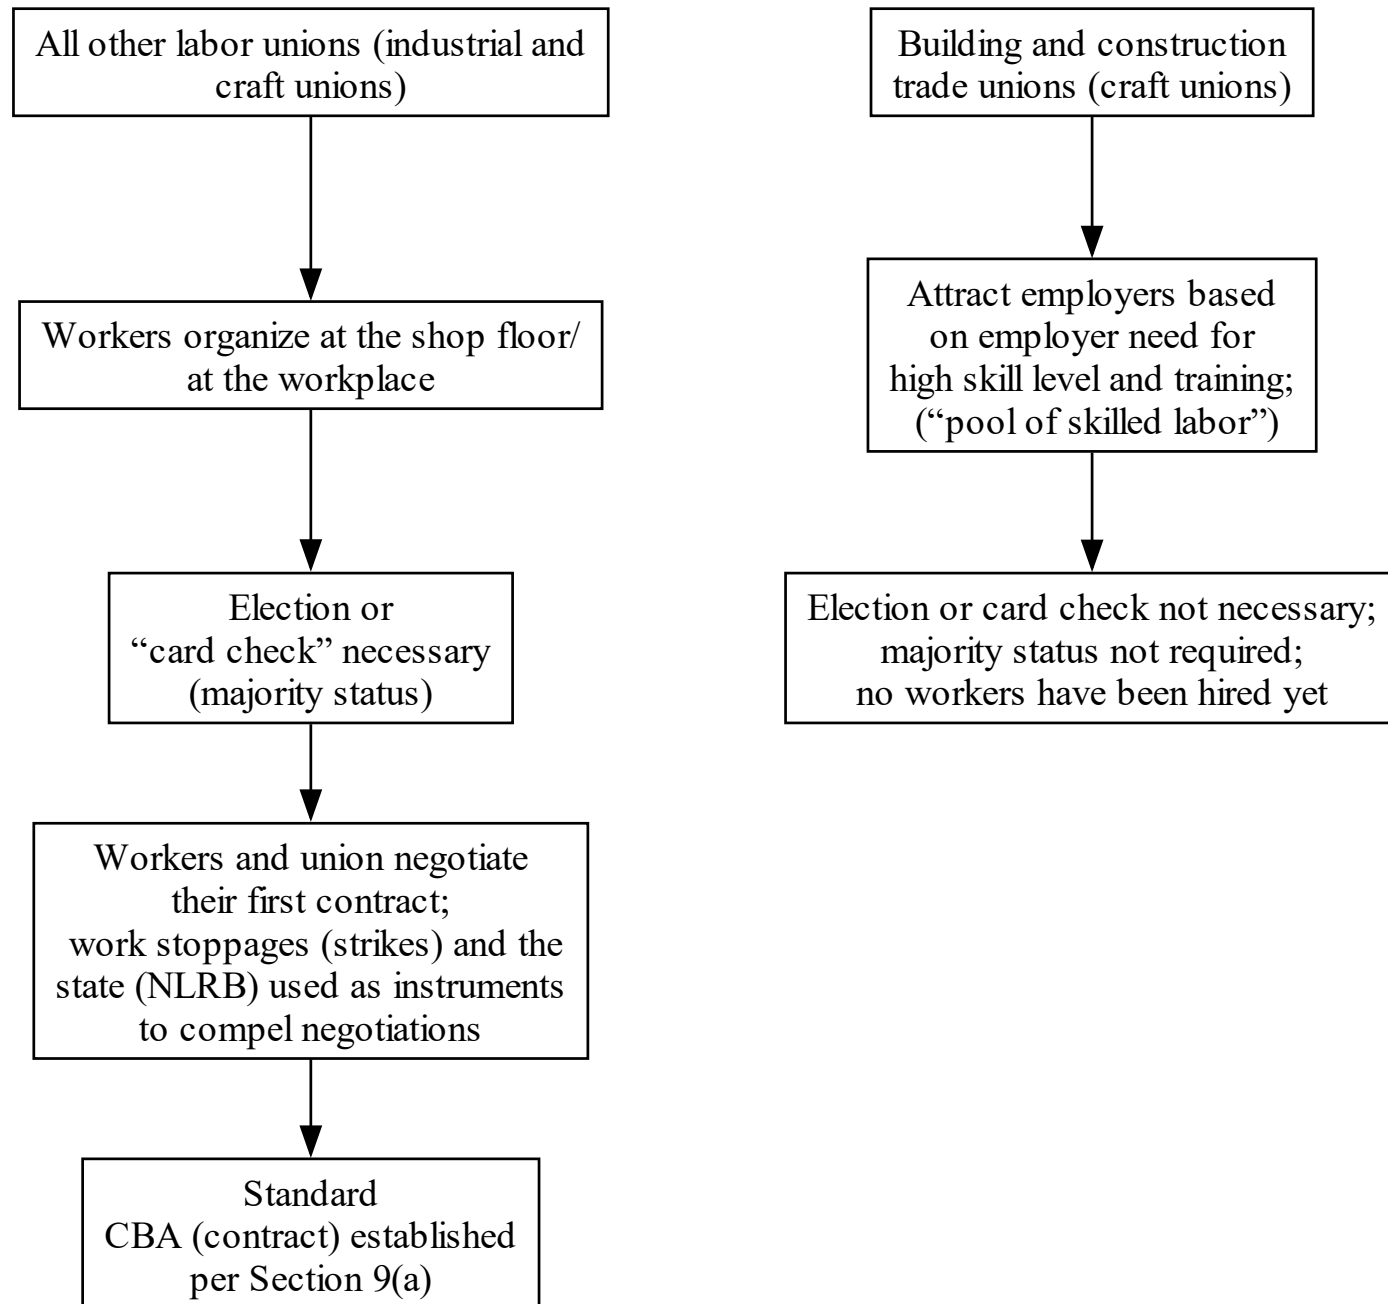 All other labor unions (industrial and
craft unions)
Workers organize at the shop floor/
at the workplace
Election or
“card check” necessary
(majority status)
Workers and union negotiate
their first contract;
work stoppages (strikes) and the
state (NLRB) used as instruments
to compel negotiations
Standard
CBA (contract) established
per Section 9(a)
Building and construction
trade unions (craft unions)
Attract employers based
on employer need for
high skill level and training;
(“pool of skilled labor”)
Election or card check not necessary;
majority status not required;
no workers have been hired yet